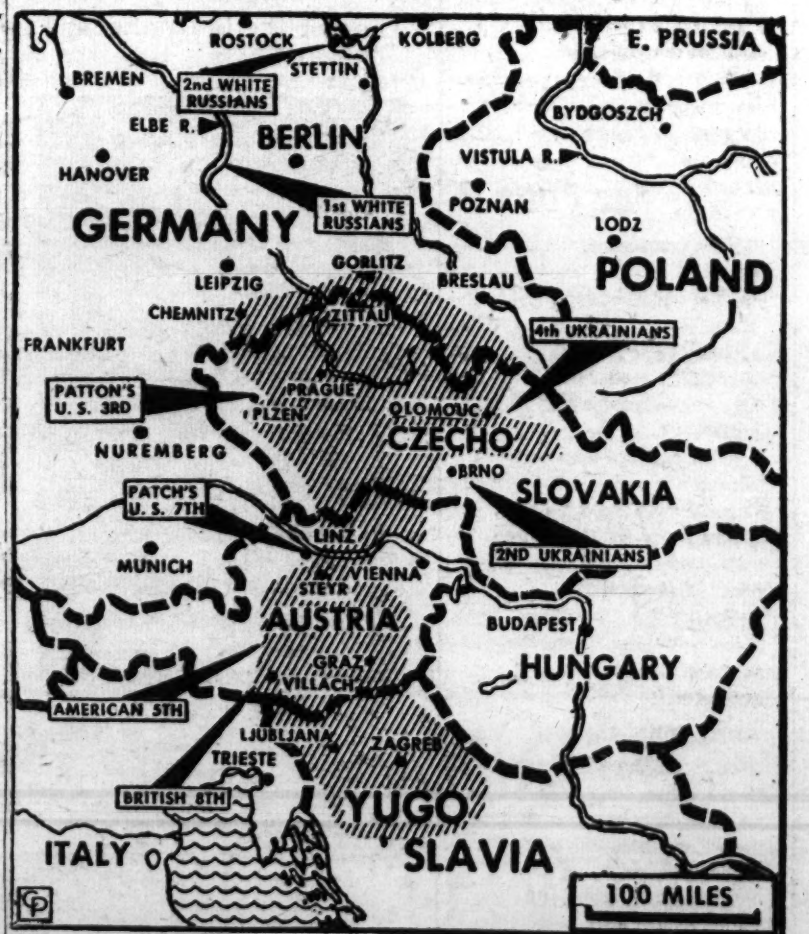 ROSTOCK
KOLBERG
E. PRUSSIA
STETTIN
BREMEN
2nd WHITE
RUSSIANS
BYDGOSZCH
ELBE R.
BERLIN
VISTULA R.
HANOVER
POZNAN
1st WHITE
RUSSIANS
GERMANY
LODZ
GORLITZ
LEIPZIG
BRESLAU
POLAND
CHEMNITZ
ZITTAU
4th UKRAINIANS
FRANKFURT
PRAGUE
PATTON'S
U. S. 3RD
PLZEN
OLOMOUC
CZECHO
NUREMBERG
BRNO
SLOVAKIA
PATCH'S
U. S. 7TH
LINZ
2ND UKRAINIANS
MUNICH
VIENNA
STEYR
AUSTRIA
BUDAPEST
GRAZ
HUNGARY
VILLACH
AMERICAN 5TH
LJUBLJANA
ZAGREB
TRIESTE
BRITISH 8TH
YUGO
SLAVIA
ITALY
100 MILES
CP